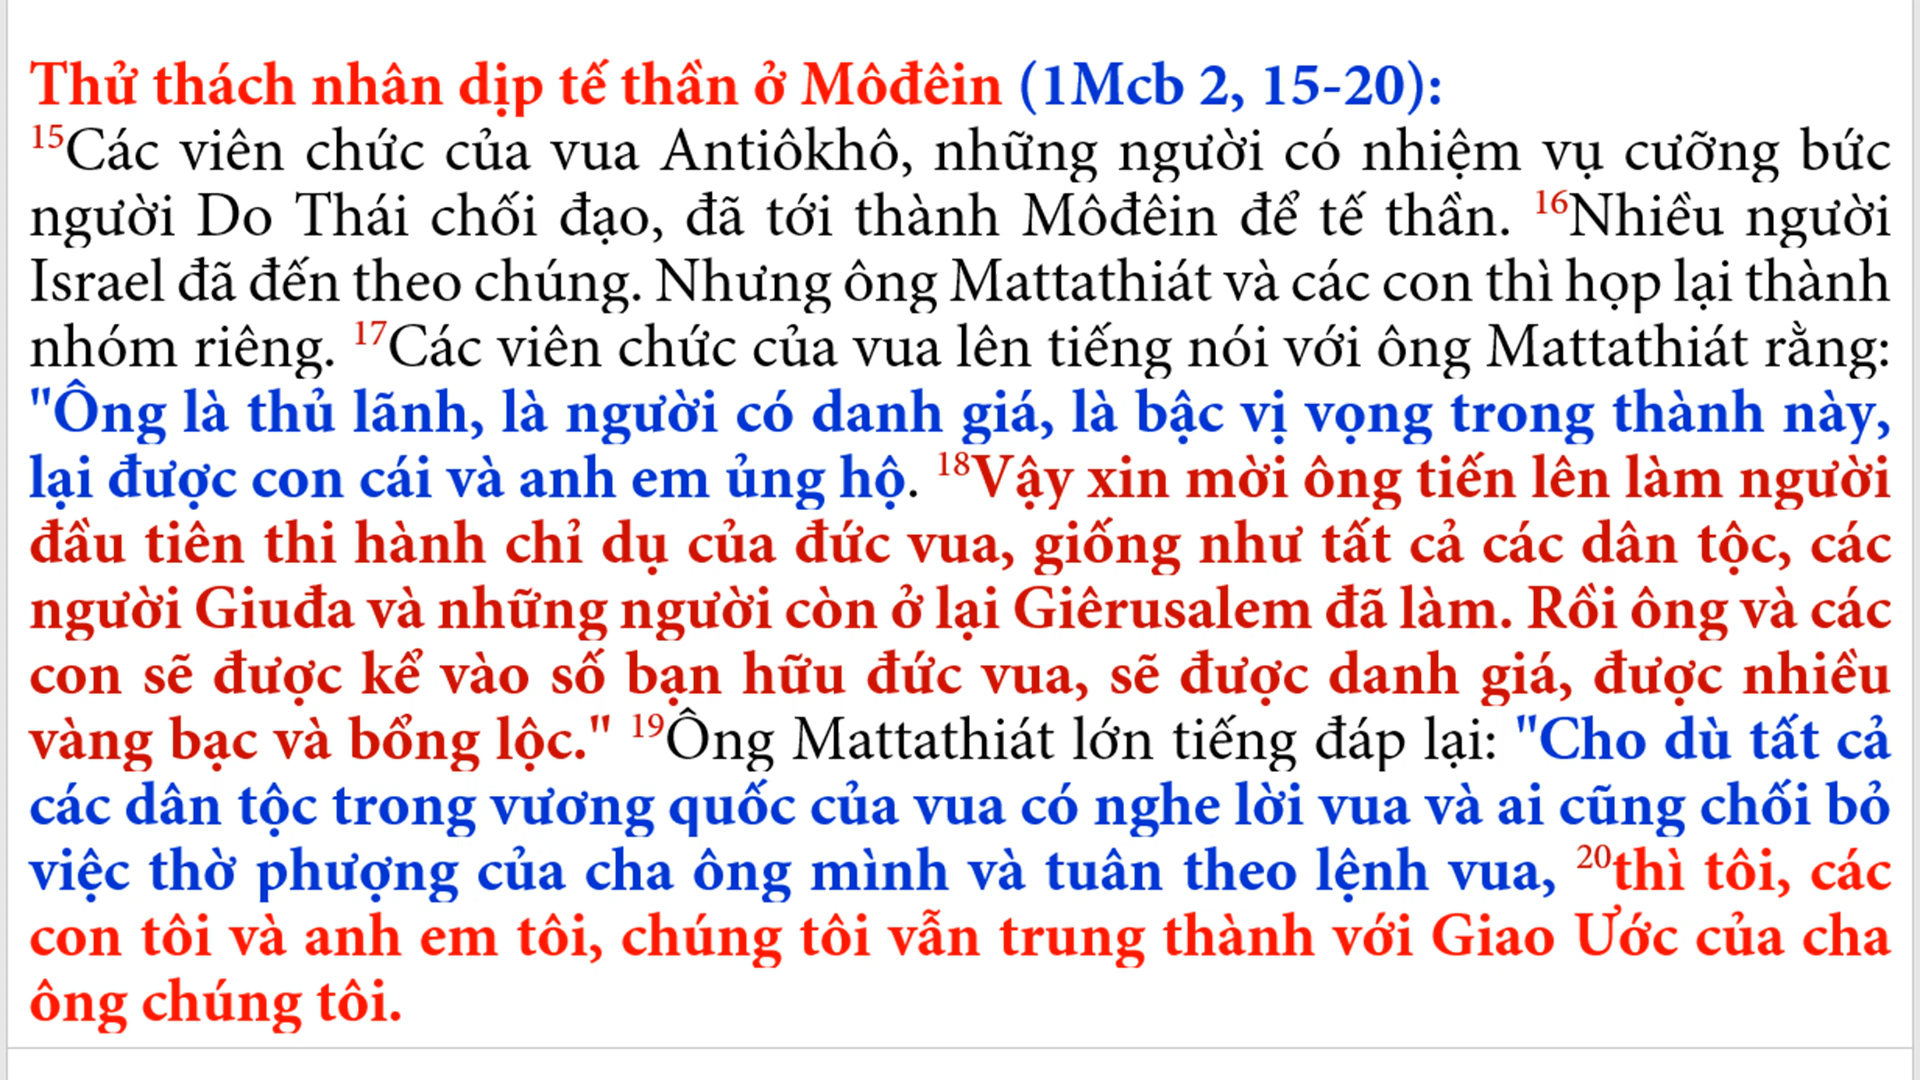 Thử thách nhân dịp tế thần ở Môđêin (1Mcb 2, 15-20):
15Các viên chức của vua Antiôkhô, những người có nhiệm vụ cưỡng bức
người Do Thái chối đạo, đã tới thành Môđêin để tế thần. 16Nhiều người
Israel đã đến theo chúng. Nhưng ông Mattathiát và các con thì họp lại thành
nhóm riêng. 17Các viên chức của vua lên tiếng nói với ông Mattathiát rằng:
"Ông là thủ lãnh, là người có danh giá, là bậc vị vọng trong thành này,
lại được con cái và anh em ủng hộ. 18Vậy xin mời ông tiến lên làm người
đầu tiên thi hành chỉ dụ của đức vua, giống như tất cả các dân tộc, các
người Giuđa và những người còn ở lại Giêrusalem đã làm. Rồi ông và các
con sẽ được kể vào số bạn hữu đức vua, sẽ được danh giá, được nhiều
vàng bạc và bổng lộc." 19Ông Mattathiát lớn tiếng đáp lại: "Cho dù tất cả
các dân tộc trong vương quốc của vua có nghe lời vua và ai cũng chối bỏ
việc thờ phượng của cha ông mình và tuân theo lệnh vua, 20thì tôi, các
con tôi và anh em tôi, chúng tôi vẫn trung thành với Giao Ước của cha
ông chúng tôi.